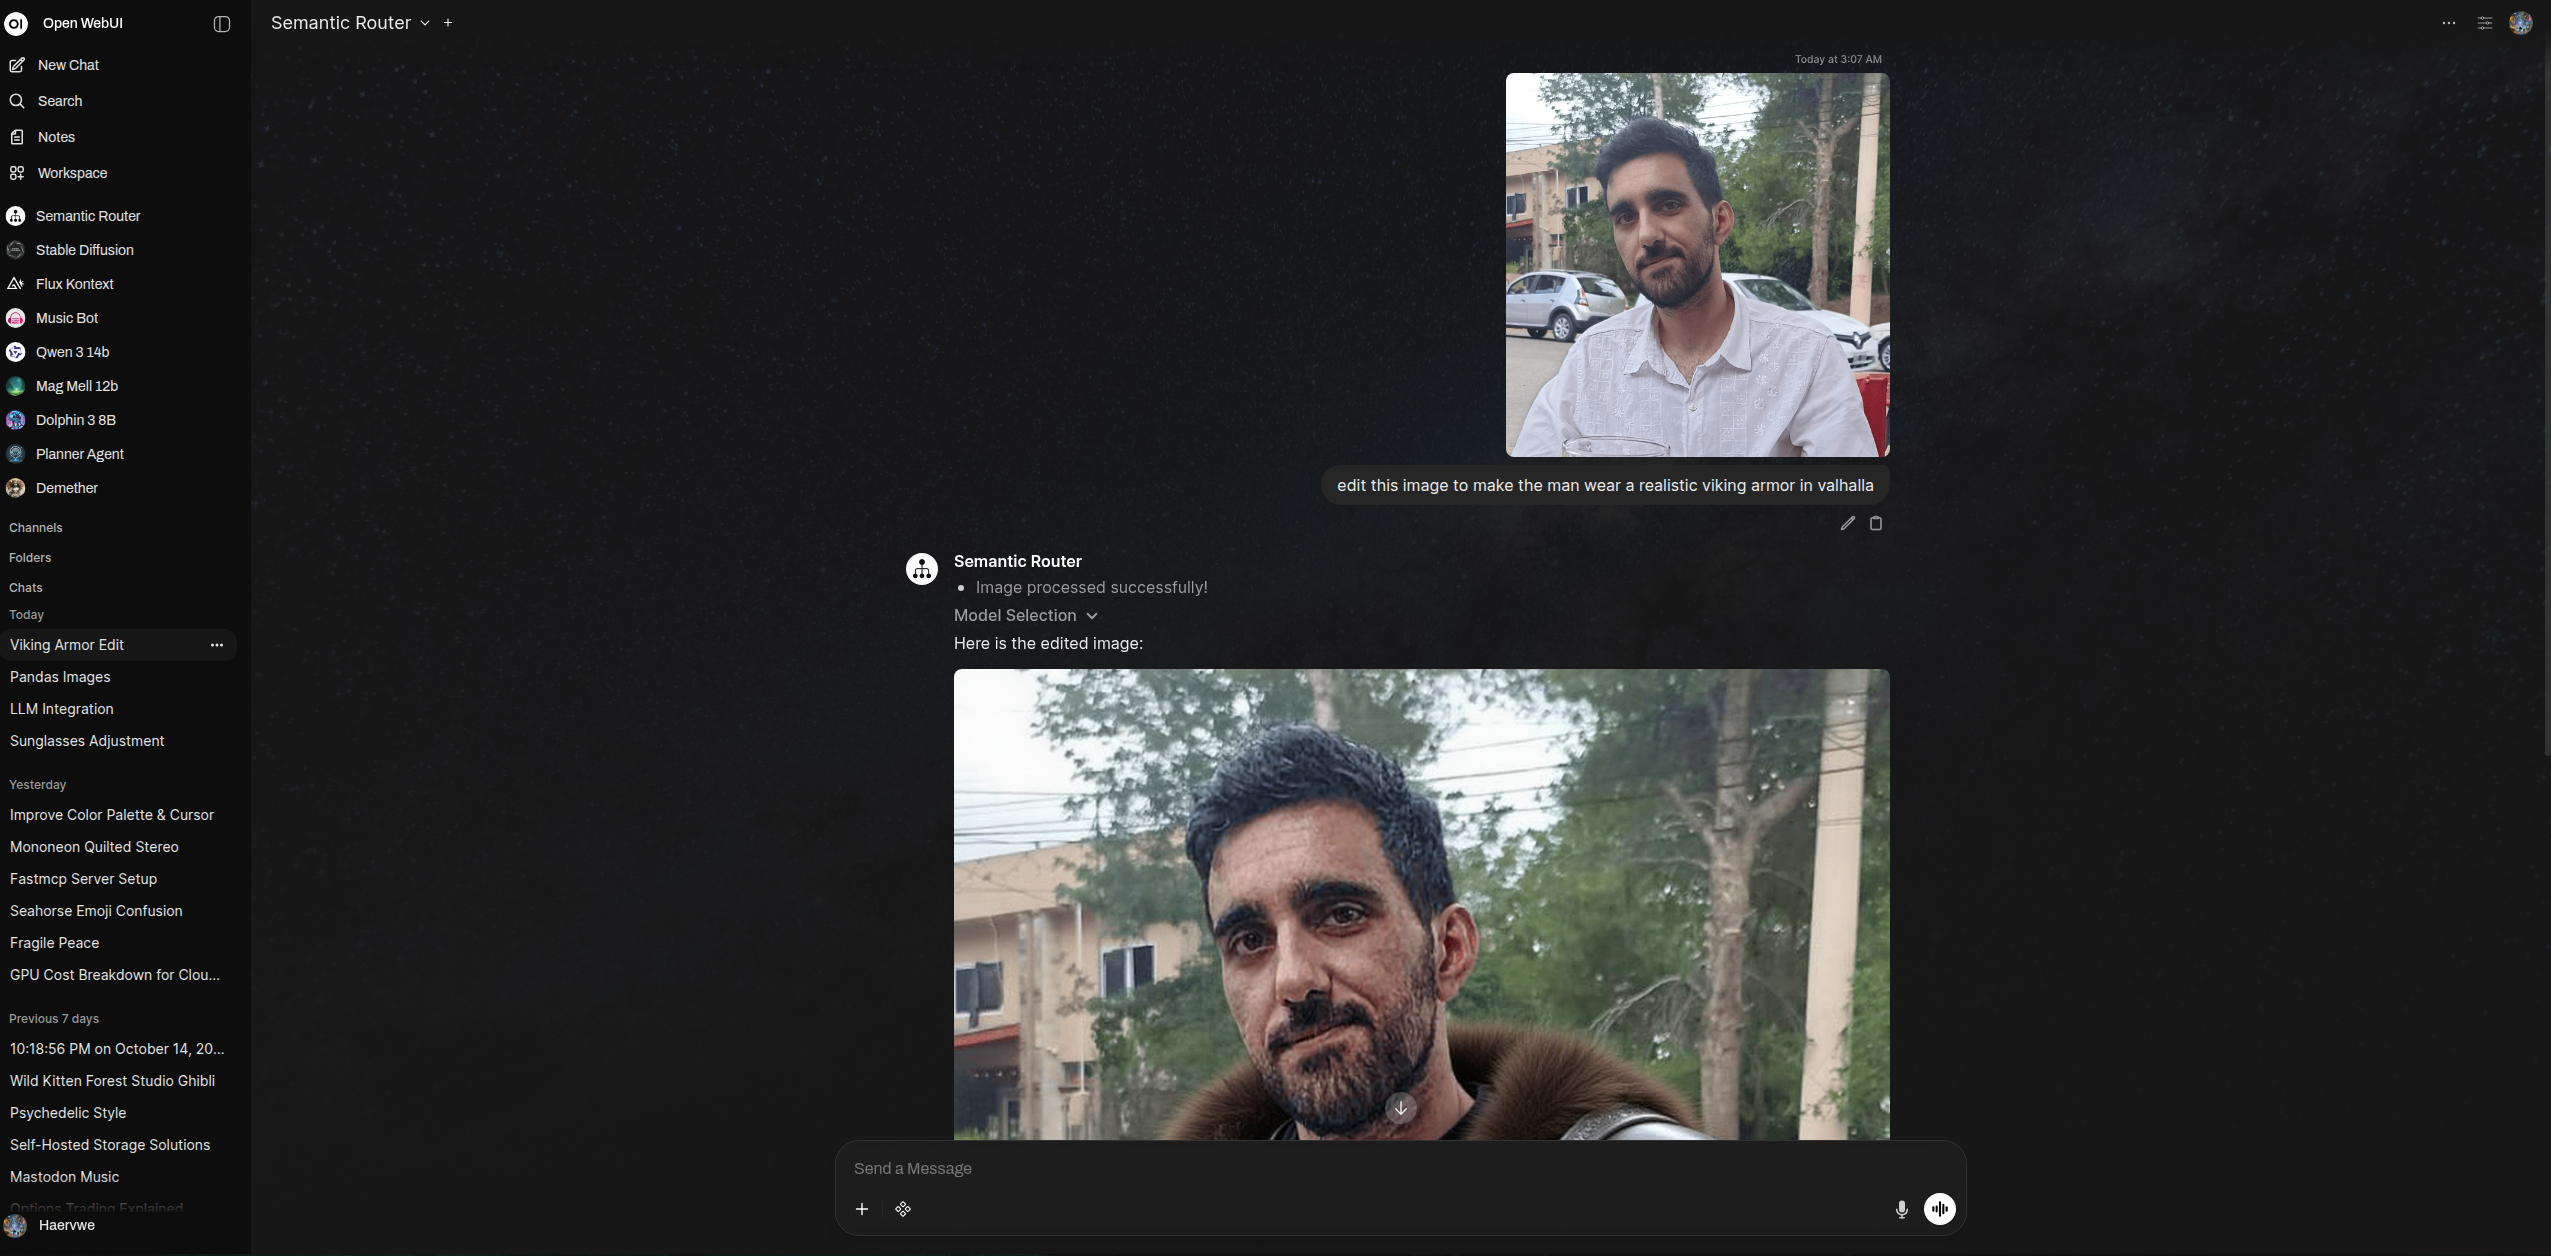 OI
Open WebUI
New Chat
Search
Notes
Workspace
Semantic Router
Stable Diffusion
Flux Kontext
Music Bot
Qwen 3 14b
Mag Mell 12b
Dolphin 3 8B
Planner Agent
Demether
Channels
Folders
Chats
Today
Viking Armor Edit
Pandas Images
LLM Integration
Sunglasses Adjustment
Yesterday
Improve Color Palette & Cursor
Mononeon Quilted Stereo
Fastmcp Server Setup
Seahorse Emoji Confusion
Fragile Peace
GPU Cost Breakdown for Clou...
Previous 7 days
10:18:56 PM on October 14, 20...
Wild Kitten Forest Studio Ghibli
Psychedelic Style
Self-Hosted Storage Solutions
Mastodon Music
Options Trading Explained
Haervwe
Semantic Router
Today at 3:07 AM
edit this image to make the man wear a realistic viking armor in valhalla
Semantic Router
Image processed successfully!
Model Selection
Here is the edited image:
Send a Message